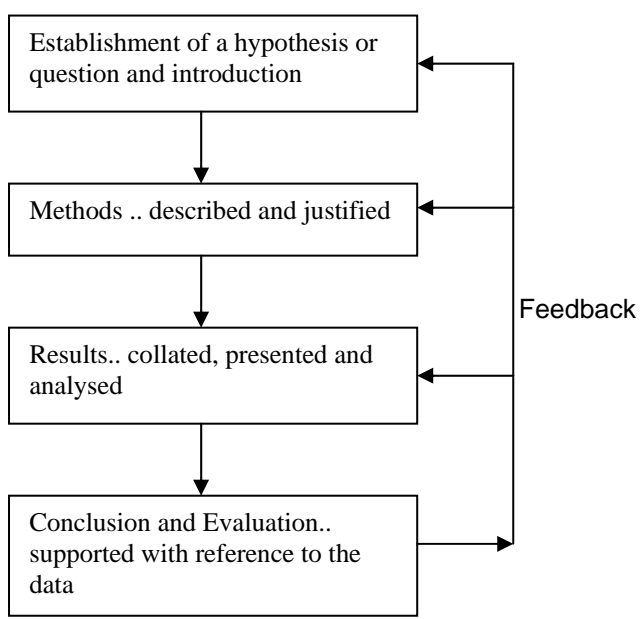 Establishment of a hypothesis or
question and introduction
Methods .. described and justified
Feedback
Results.. collated, presented and
analysed
Conclusion and Evaluation..
supported with reference to the
data